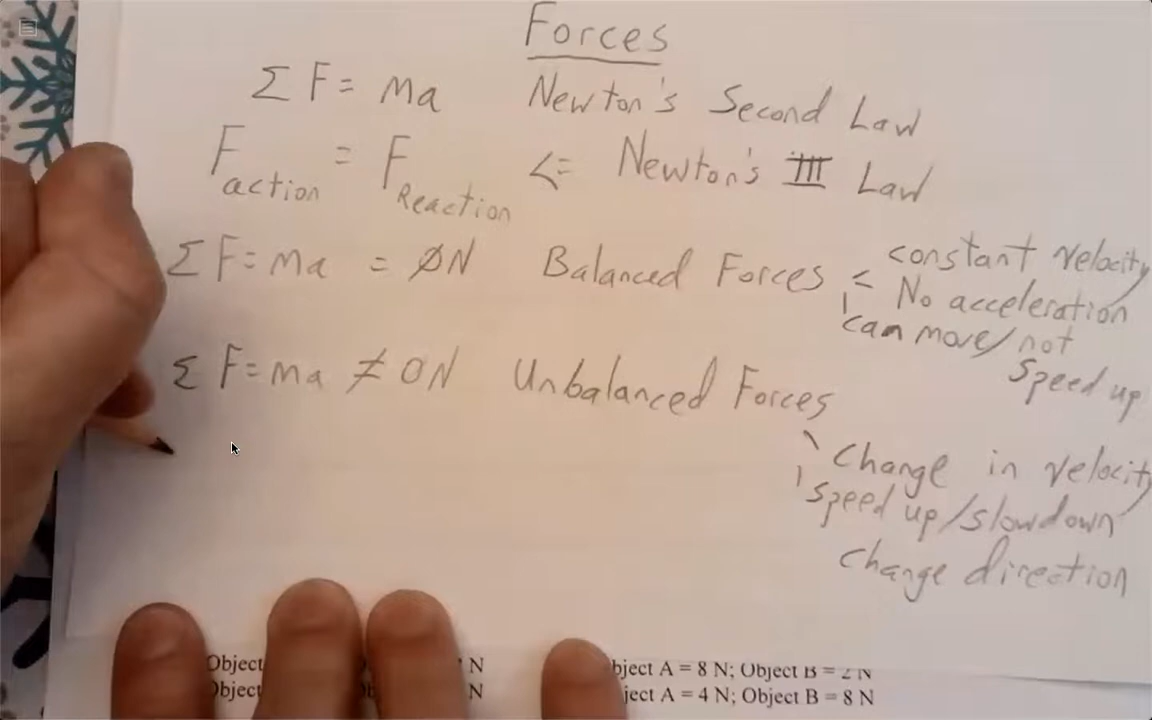 Forces
ΣF = ma Newton's Second Law
F action = F Reaction <= Newton's III Law
ΣF = ma = ØN Balanced Forces < constant velocity
No acceleration
can move/not
Speed up
ΣF = ma ≠ 0N Unbalanced Forces
Change in velocity
speed up/slowdown
change direction
Object N bject A = 8 N; Object B = 2 N
Object N ject A = 4 N; Object B = 8 N